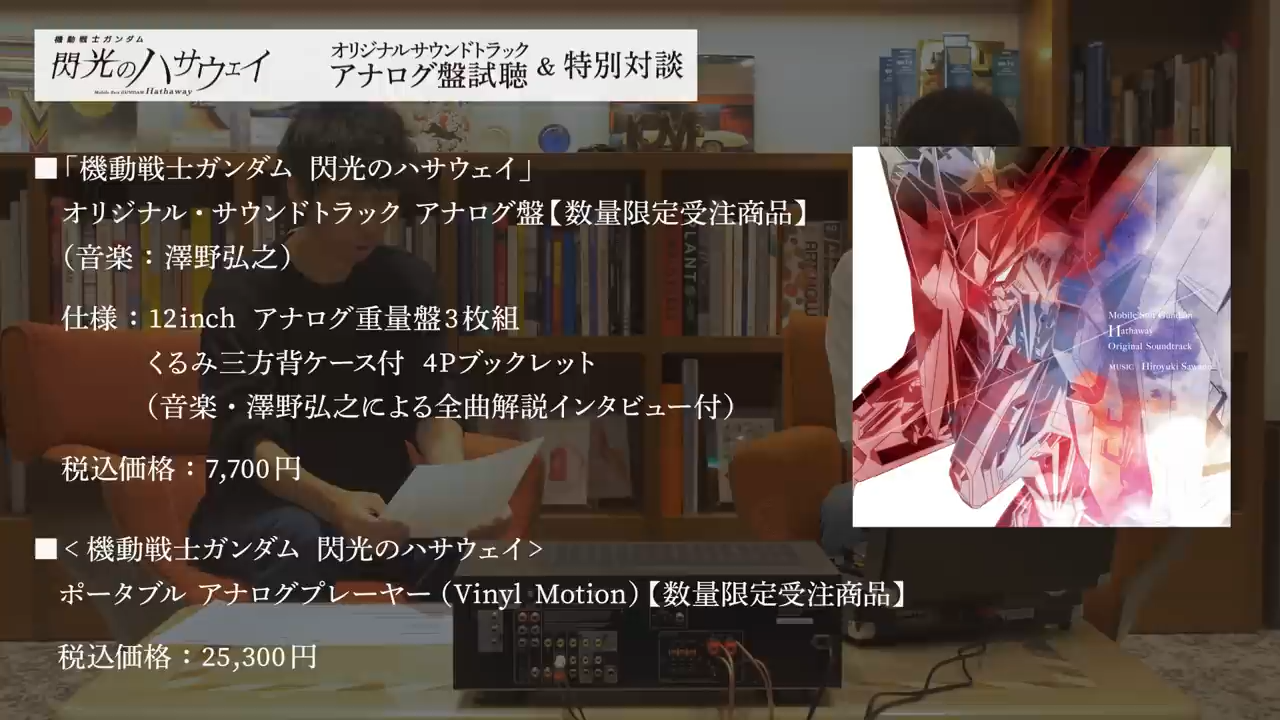 機動戦士ガンダム
閃光のハサウェイ
Mobile Suit GUNDAM Hathaway
オリジナルサウンドトラック
アナログ盤試聴 & 特別対談
■「機動戦士ガンダム 閃光のハサウェイ」
オリジナル・サウンドトラック アナログ盤【数量限定受注商品】
（音楽：澤野弘之）
仕様：12inch アナログ重量盤3枚組
くるみ三方背ケース付 4Pブックレット
（音楽・澤野弘之による全曲解説インタビュー付）
税込価格：7,700円
Mobile Suit Gundam
Hathaway
Original Soundtrack
MUSIC : Hiroyuki Sawano
■<機動戦士ガンダム 閃光のハサウェイ>
ポータブル アナログプレーヤー（Vinyl Motion）【数量限定受注商品】
税込価格：25,300円
PLANT